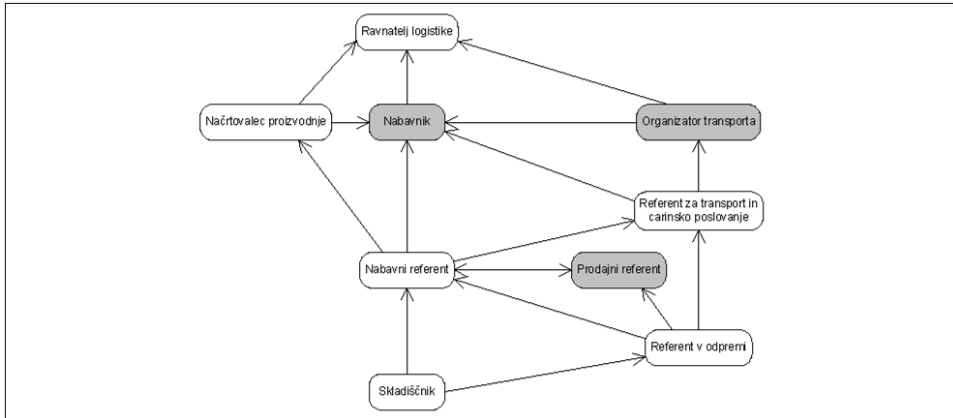 Ravnatelj logistike
Načrtovalec proizvodnje
Nabavnik
Organizator transporta
Referent za transport in
carinsko poslovanje
Nabavni referent
Prodajni referent
Referent v odpremi
Skladiščnik